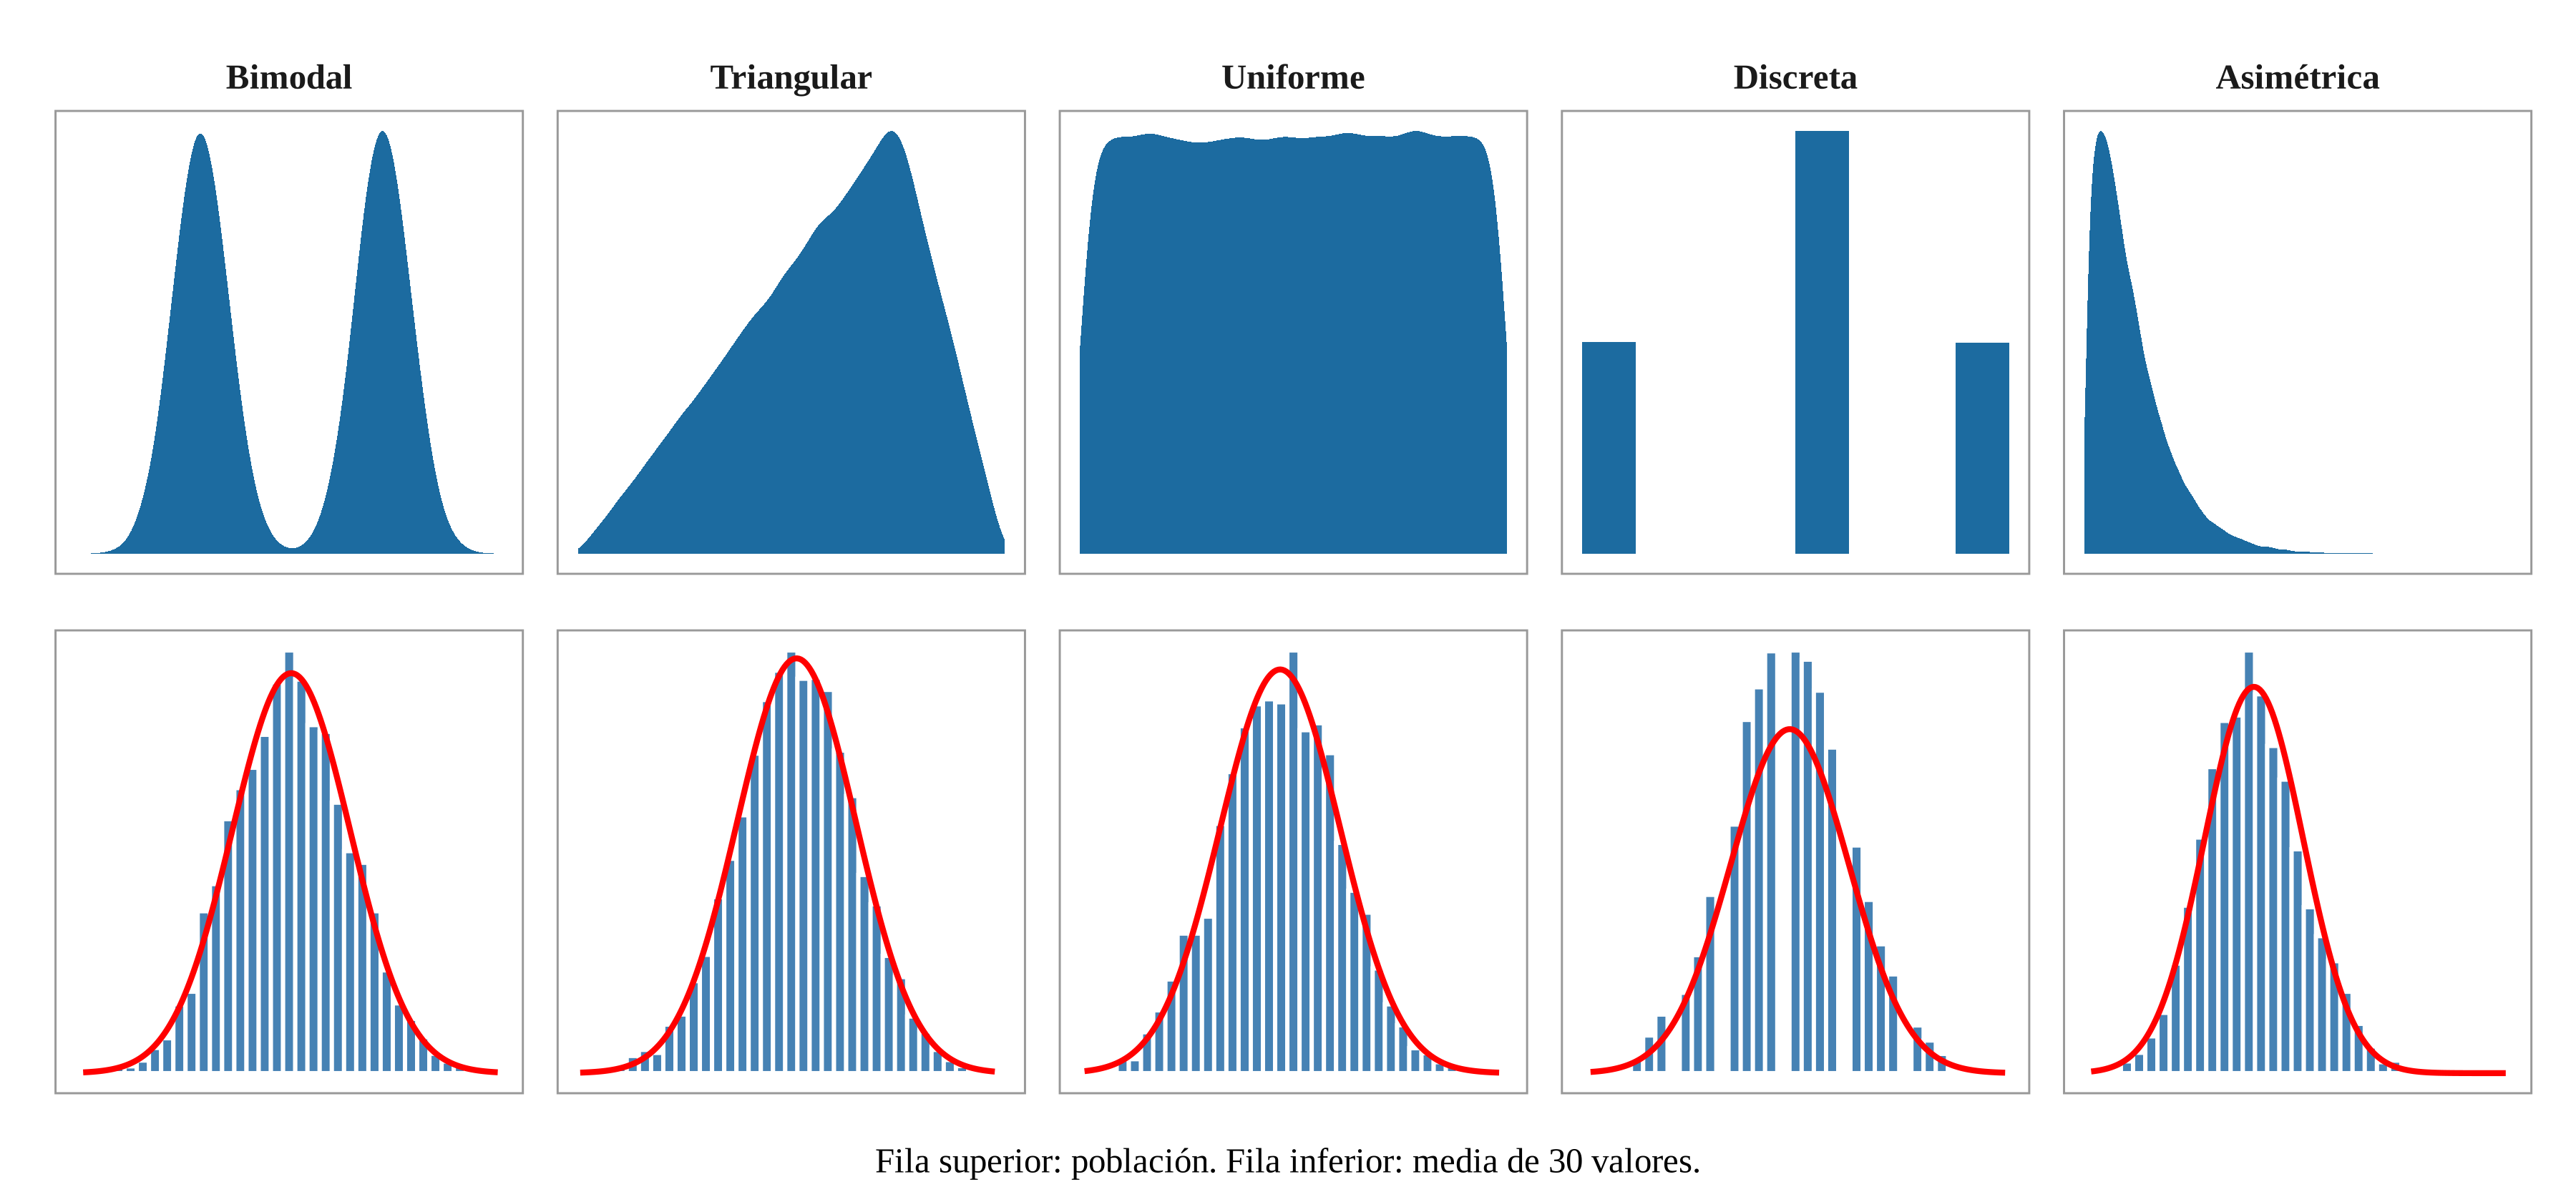 Bimodal
Triangular
Uniforme
Discreta
Asimétrica
Fila superior: población. Fila inferior: media de 30 valores.